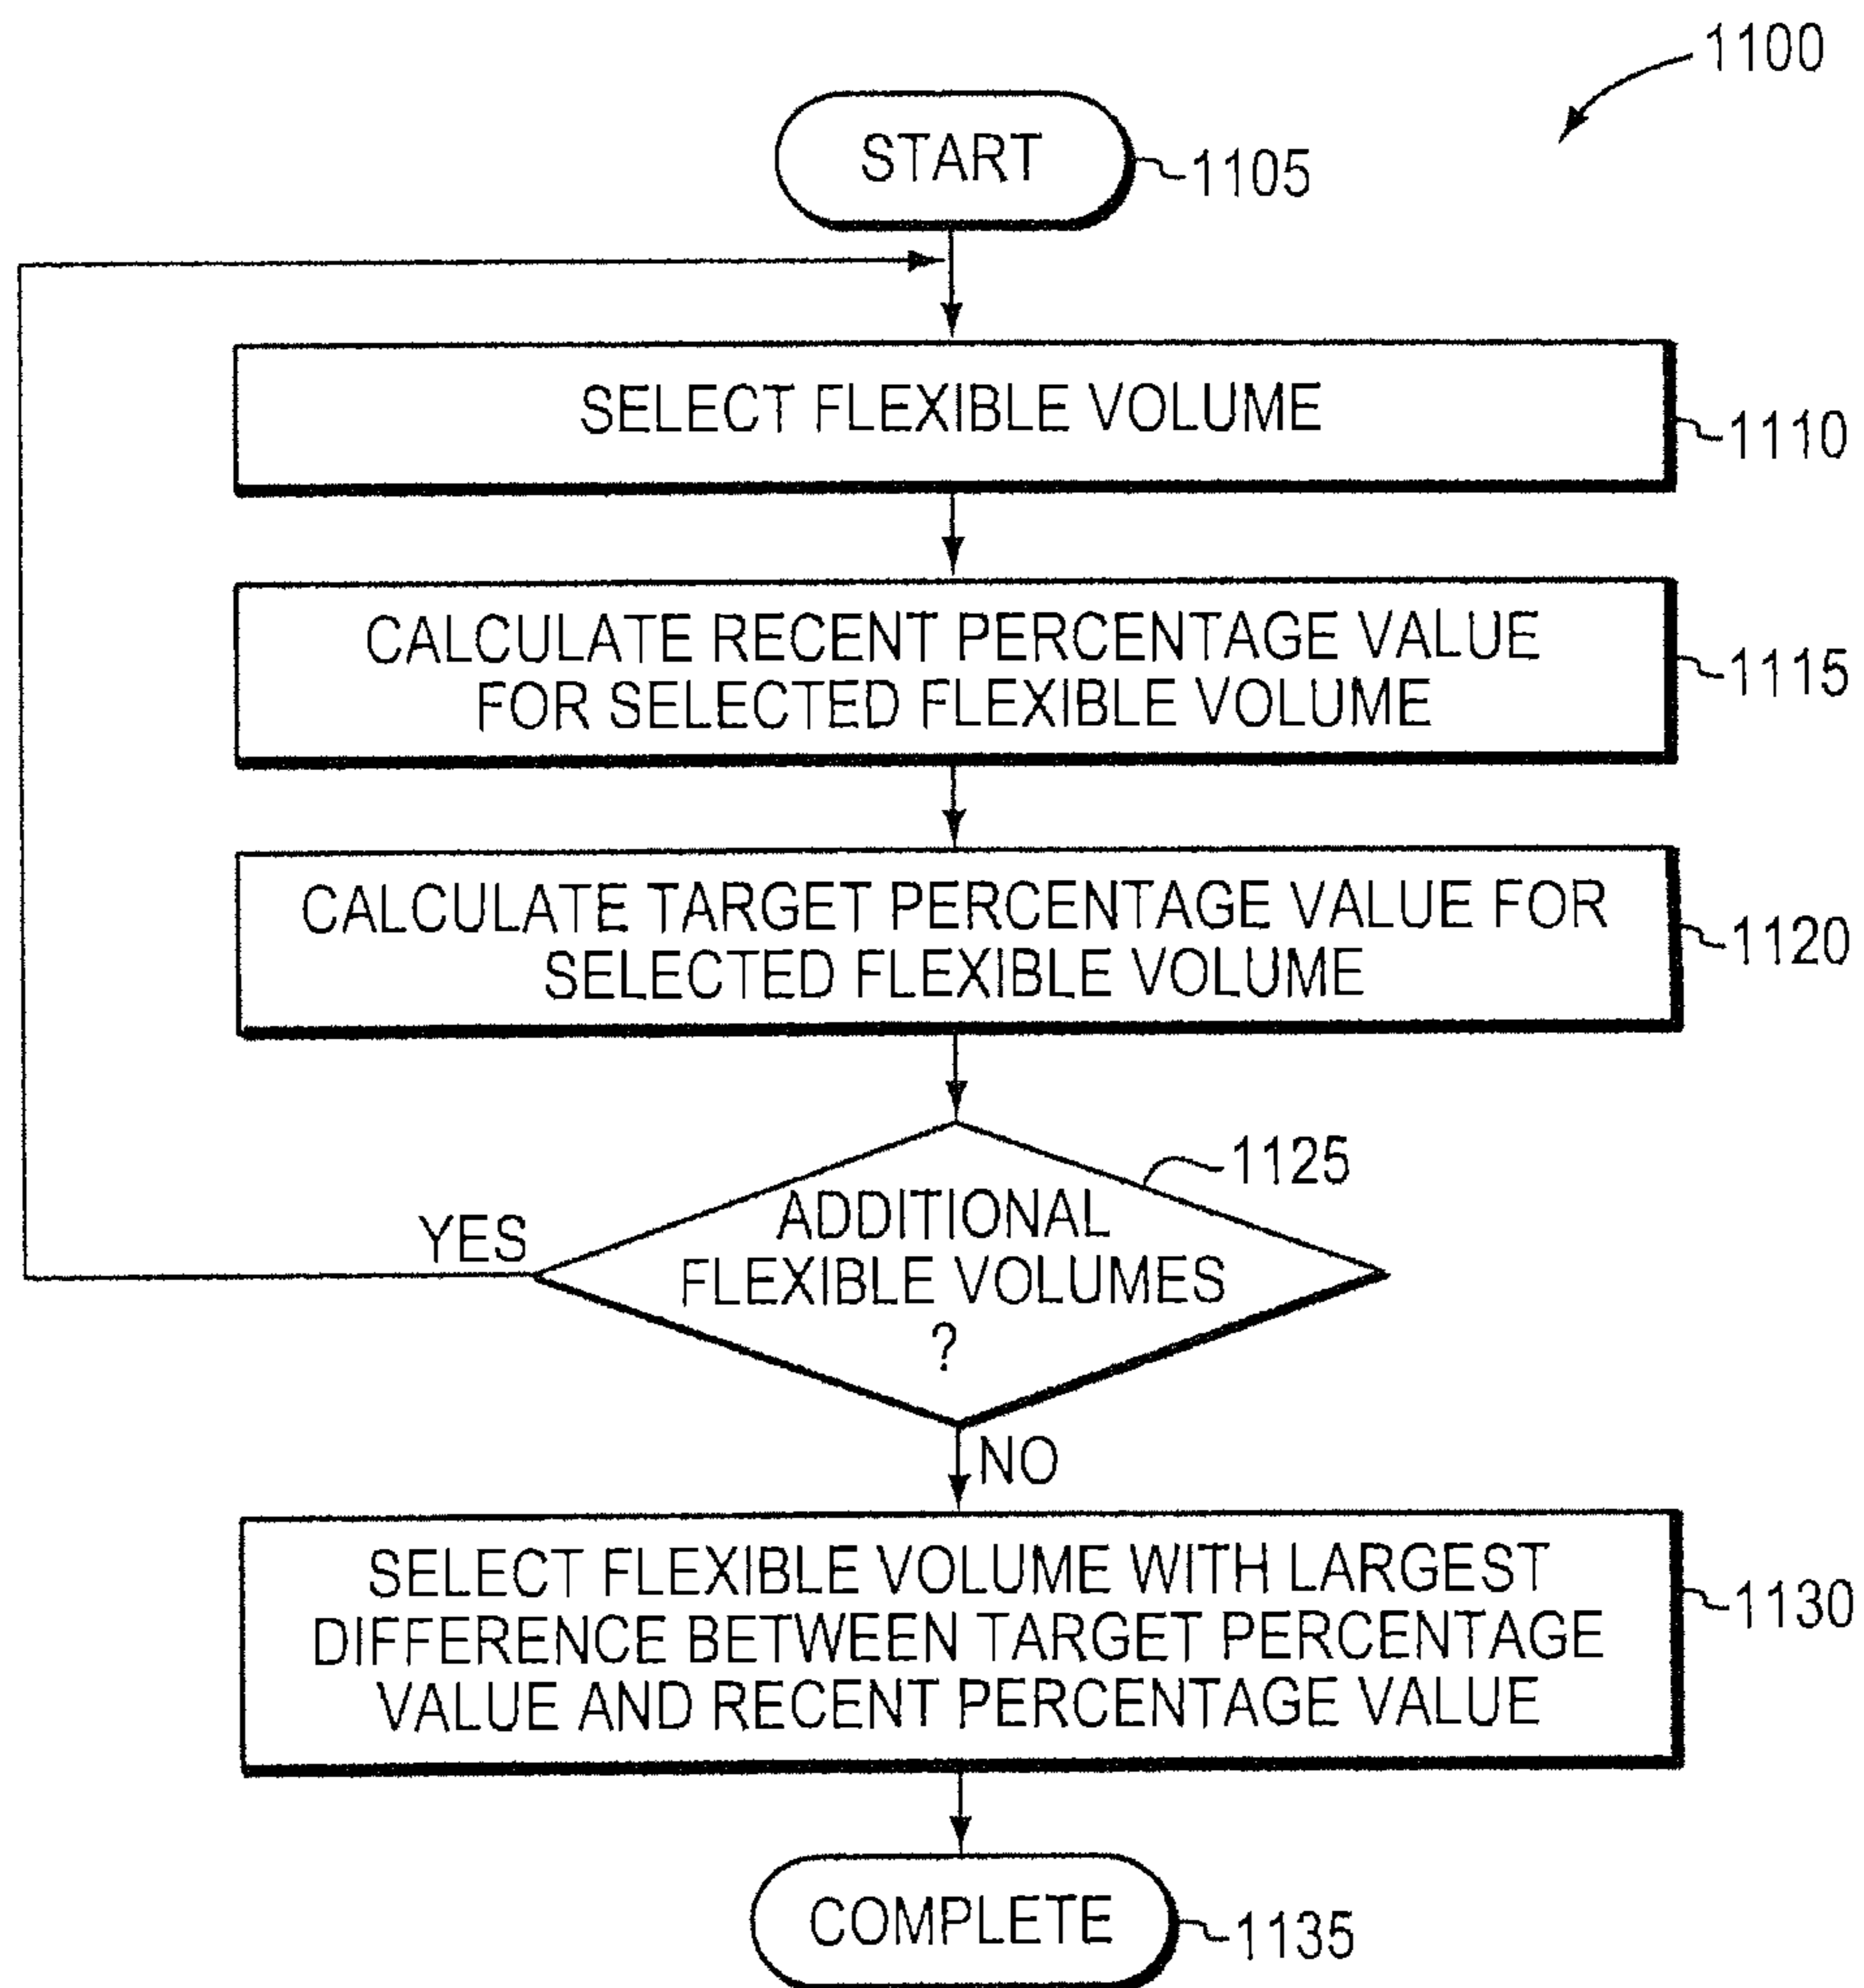 1100
START
1105
SELECT FLEXIBLE VOLUME
1110
CALCULATE RECENT PERCENTAGE VALUE
FOR SELECTED FLEXIBLE VOLUME
1115
CALCULATE TARGET PERCENTAGE VALUE FOR
SELECTED FLEXIBLE VOLUME
1120
1125
ADDITIONAL
FLEXIBLE VOLUMES
?
YES
NO
SELECT FLEXIBLE VOLUME WITH LARGEST
DIFFERENCE BETWEEN TARGET PERCENTAGE
VALUE AND RECENT PERCENTAGE VALUE
1130
COMPLETE
1135